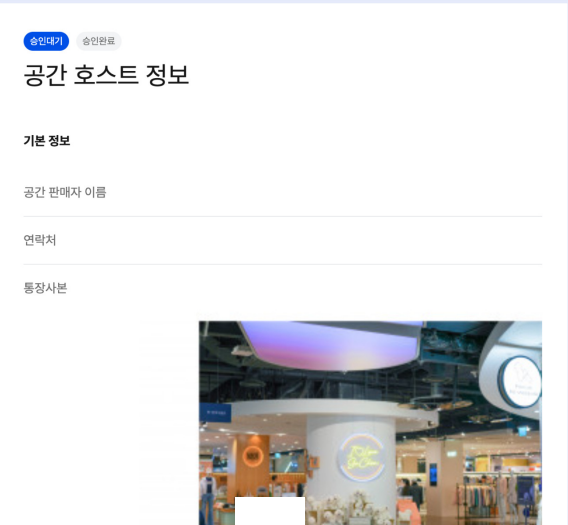 승인대기 승인완료
공간 호스트 정보
기본 정보
공간 판매자 이름
연락처
통장사본